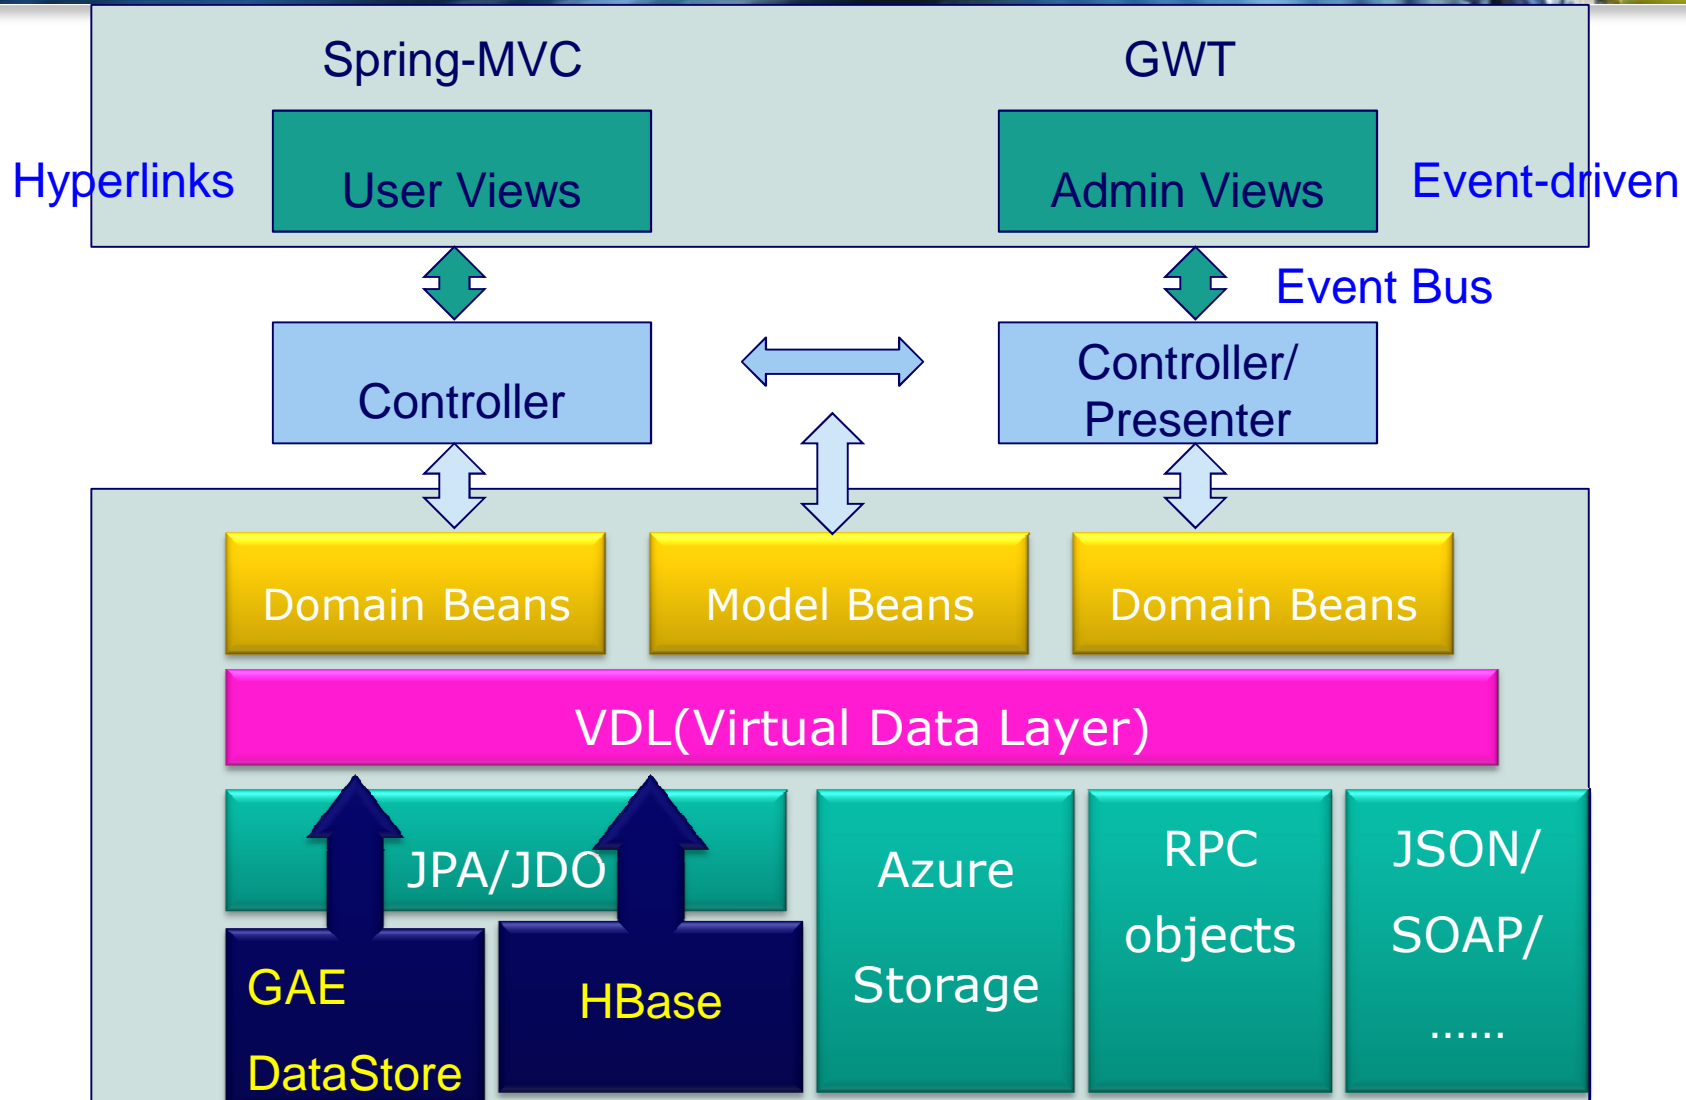 Spring-MVC
GWT
Hyperlinks
User Views
Admin Views
Event-driven
Event Bus
Controller
Controller/
Presenter
Domain Beans
Model Beans
Domain Beans
VDL(Virtual Data Layer)
JPA/JDO
Azure
Storage
RPC
objects
JSON/
SOAP/
......
GAE
DataStore
HBase